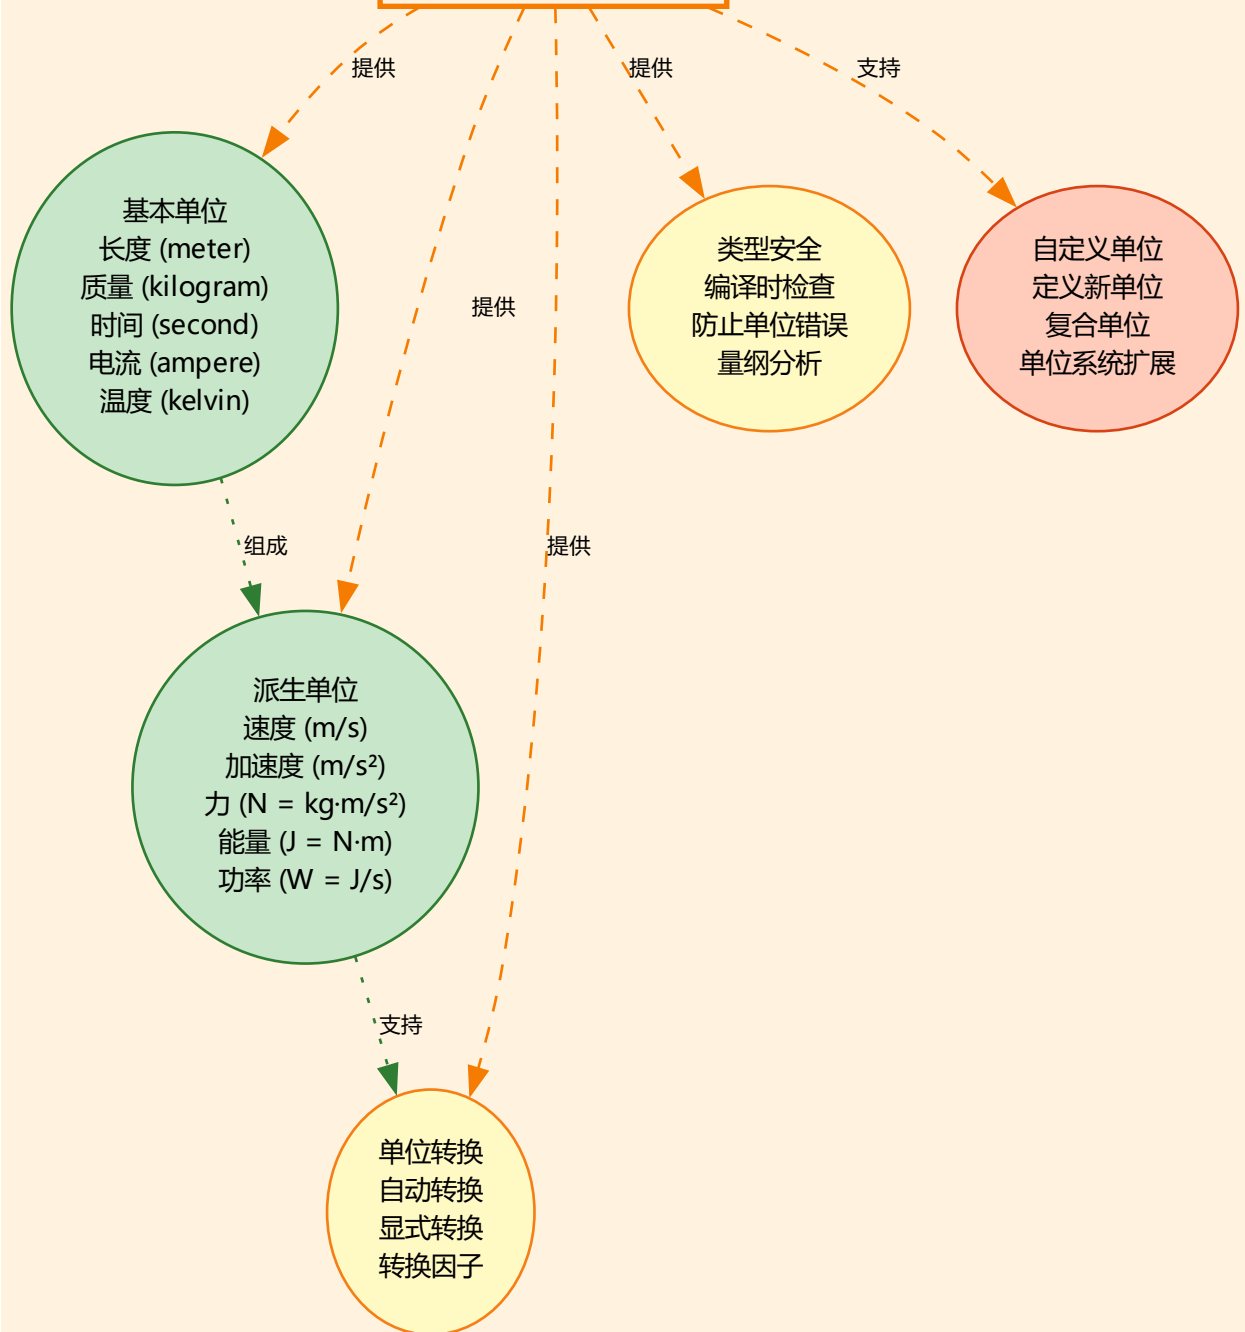 提供
提供
支持
基本单位
长度 (meter)
质量 (kilogram)
时间 (second)
电流 (ampere)
温度 (kelvin)
类型安全
编译时检查
防止单位错误
量纲分析
自定义单位
定义新单位
复合单位
单位系统扩展
提供
组成
提供
派生单位
速度 (m/s)
加速度 (m/s²)
力 (N = kg·m/s²)
能量 (J = N·m)
功率 (W = J/s)
支持
单位转换
自动转换
显式转换
转换因子